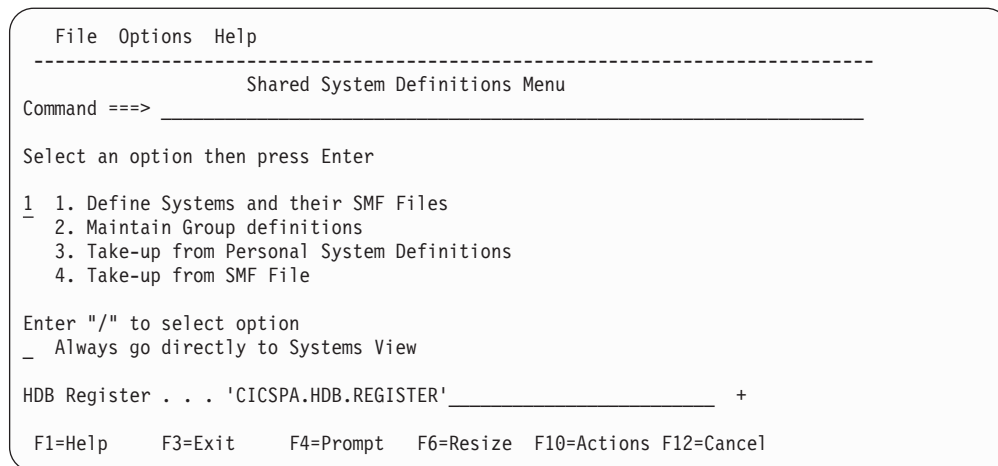 File Options Help
--------------------------------------------------------------------------------
Shared System Definitions Menu
Command ===> __________________________________________________________________
Select an option then press Enter
1 1. Define Systems and their SMF Files
2. Maintain Group definitions
3. Take-up from Personal System Definitions
4. Take-up from SMF File
Enter "/" to select option
_ Always go directly to Systems View
HDB Register . . . 'CICSPA.HDB.REGISTER'_________________________ +
F1=Help F3=Exit F4=Prompt F6=Resize F10=Actions F12=Cancel